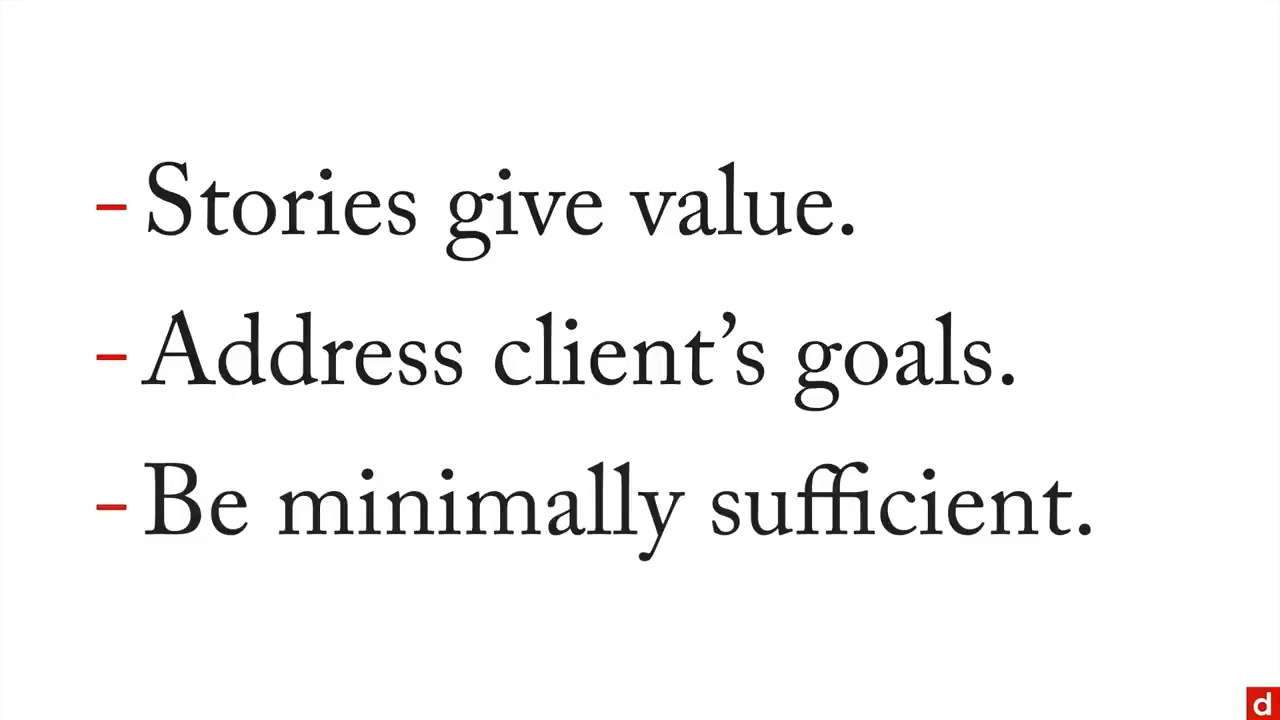 - Stories give value.
- Address client’s goals.
- Be minimally sufficient.
d